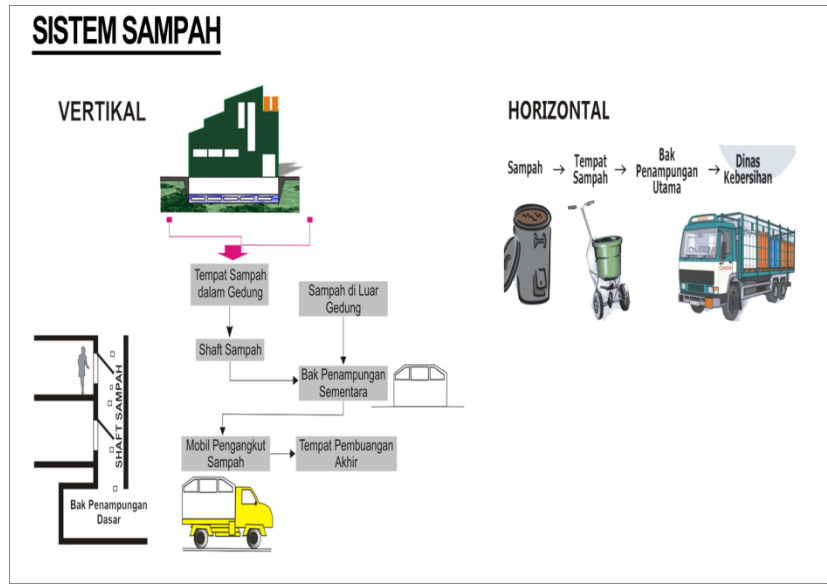 SISTEM SAMPAH
VERTIKAL
Tempat Sampah
dalam Gedung
Sampah di Luar
Gedung
Shaft Sampah
Bak Penampungan
Sementara
Mobil Pengangkut
Sampah
Tempat Pembuangan
Akhir
SHAFT SAMPAH
Bak Penampungan
Dasar
HORIZONTAL
Sampah
Tempat
Sampah
Bak
Penampungan
Utama
Dinas
Kebersihan